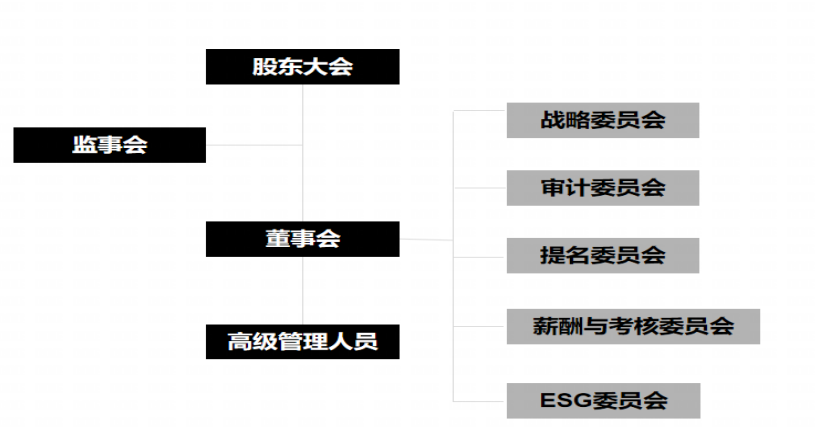 股东大会
监事会
董事会
高级管理人员
战略委员会
审计委员会
提名委员会
薪酬与考核委员会
ESG委员会